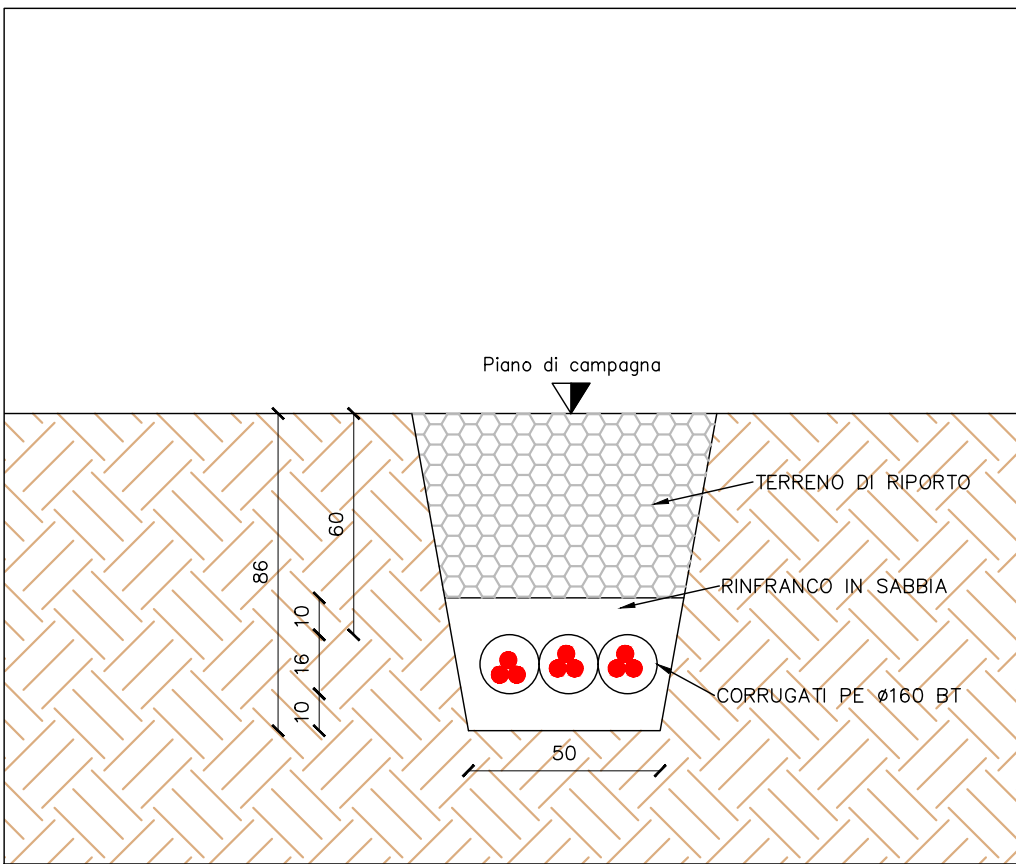 Piano di campagna
TERRENO DI RIPORTO
60
86
RINFRANCO IN SABBIA
10
16
CORRUGATI PE Ø160 BT
10
50